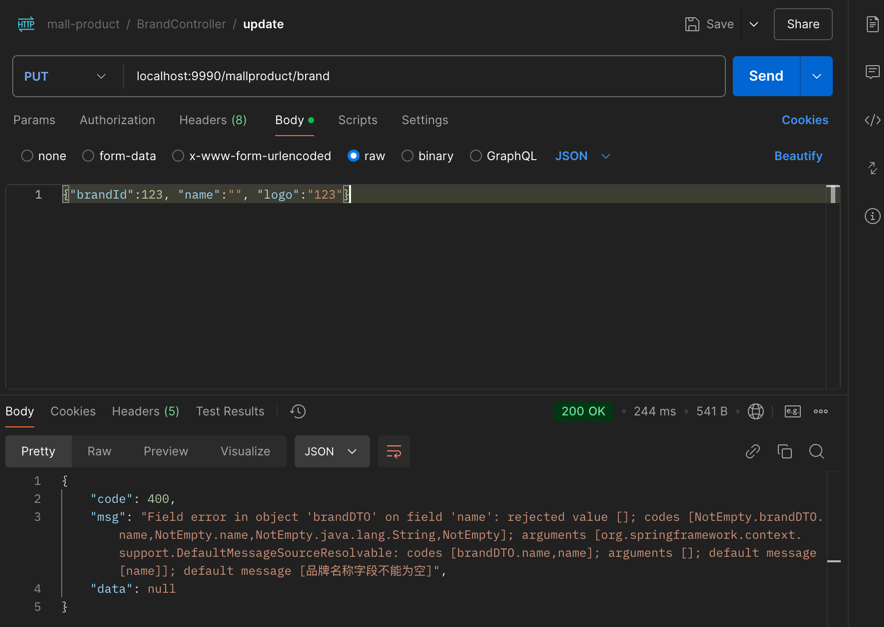 HTTP mall-product / BrandController / update Save Share
PUT localhost:9990/mallproduct/brand Send
Params Authorization Headers (8) Body Scripts Settings Cookies
none form-data x-www-form-urlencoded raw binary GraphQL JSON Beautify
1 {"brandId":123, "name":"", "logo":"123"}
Body Cookies Headers (5) Test Results 200 OK 244 ms 541 B e.g.
Pretty Raw Preview Visualize JSON
1 {
2 "code": 400,
3 "msg": "Field error in object 'brandDTO' on field 'name': rejected value []; codes [NotEmpty.brandDTO.
name,NotEmpty.name,NotEmpty.java.lang.String,NotEmpty]; arguments [org.springframework.context.
support.DefaultMessageSourceResolvable: codes [brandDTO.name,name]; arguments []; default message
[name]]; default message [品牌名称字段不能为空]",
4 "data": null
5 }